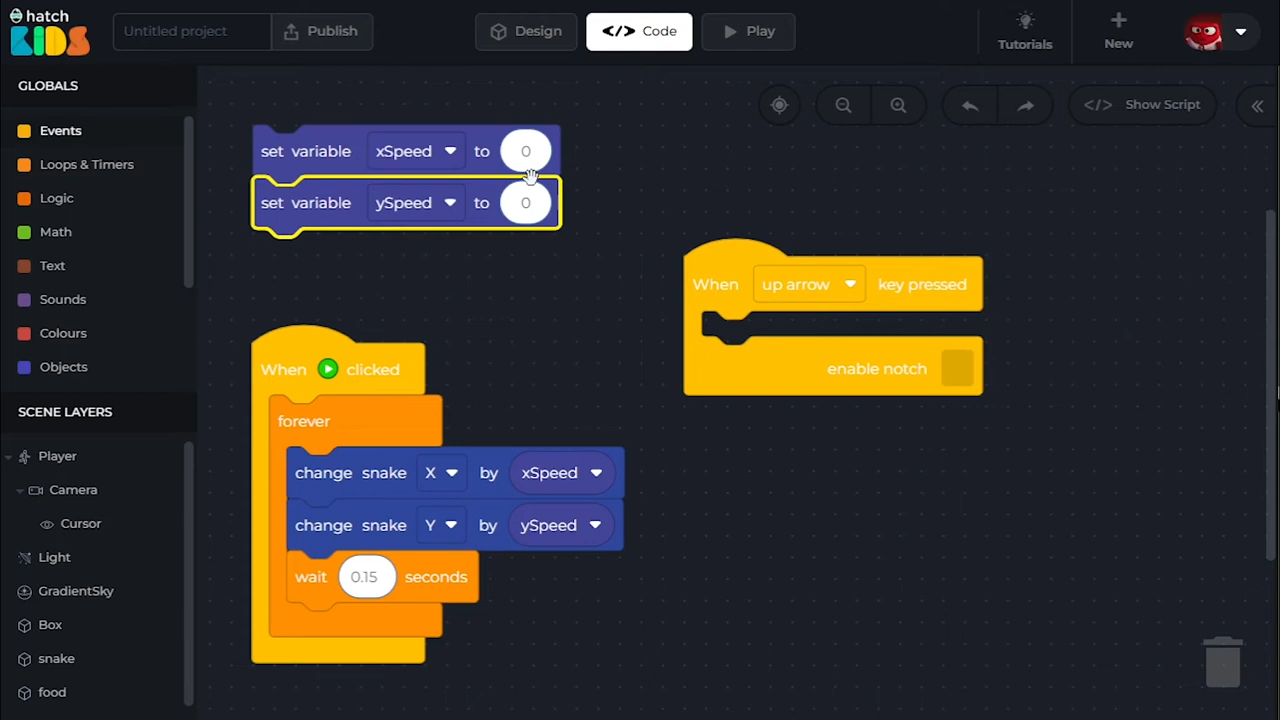 hatch
KIDS
Untitled project
Publish
Design
</> Code
Play
Tutorials
New
GLOBALS
Events
Loops & Timers
Logic
Math
Text
Sounds
Colours
Objects
SCENE LAYERS
Player
Camera
Cursor
Light
GradientSky
Box
snake
food
</> Show Script
set variable xSpeed to 0
set variable ySpeed to 0
When clicked
forever
change snake X by xSpeed
change snake Y by ySpeed
wait 0.15 seconds
When up arrow key pressed
enable notch